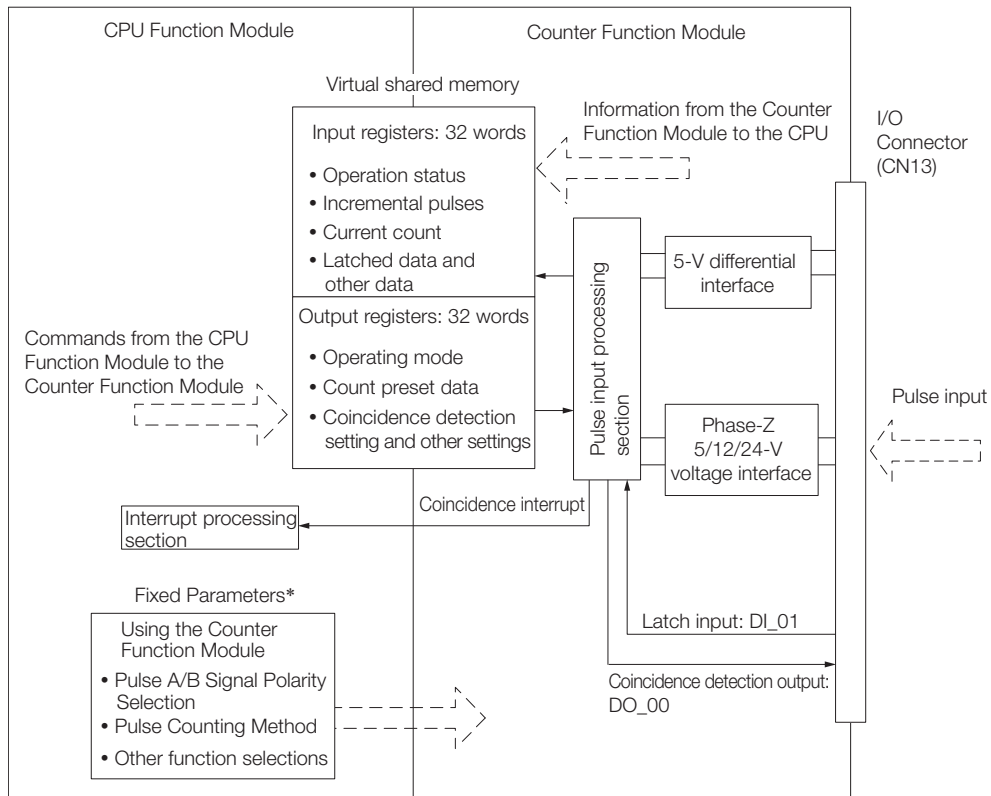 CPU Function Module
Counter Function Module
Virtual shared memory
Input registers: 32 words
• Operation status
• Incremental pulses
• Current count
• Latched data and
other data
Output registers: 32 words
• Operating mode
• Count preset data
• Coincidence detection
setting and other settings
Information from the Counter
Function Module to the CPU
I/O
Connector
(CN13)
Commands from the CPU
Function Module to the
Counter Function Module
Pulse input processing
section
5-V differential
interface
Phase-Z
5/12/24-V
voltage interface
Pulse input
Coincidence interrupt
Interrupt processing
section
Latch input: DI_01
Coincidence detection output:
DO_00
Fixed Parameters*
Using the Counter
Function Module
• Pulse A/B Signal Polarity
Selection
• Pulse Counting Method
• Other function selections